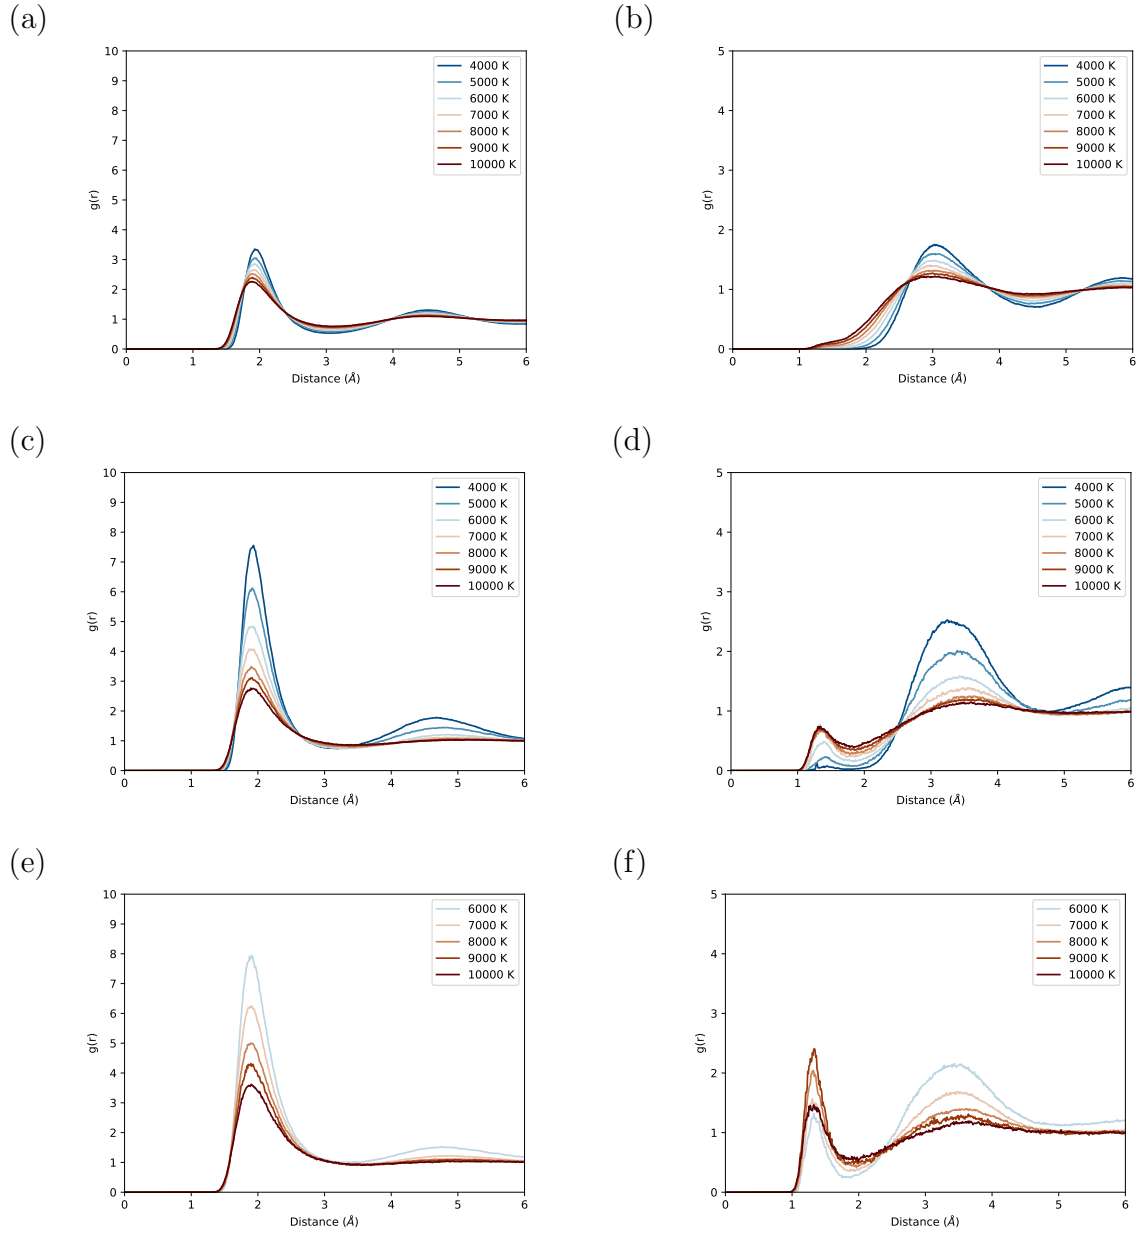 (a)
10
9
8
7
6
5
4
3
2
1
0
g(r)
0 1 2 3 4 5 6
Distance (Å)
4000 K
5000 K
6000 K
7000 K
8000 K
9000 K
10000 K
(b)
5
4
3
2
1
0
g(r)
0 1 2 3 4 5 6
Distance (Å)
4000 K
5000 K
6000 K
7000 K
8000 K
9000 K
10000 K
(c)
10
9
8
7
6
5
4
3
2
1
0
g(r)
0 1 2 3 4 5 6
Distance (Å)
4000 K
5000 K
6000 K
7000 K
8000 K
9000 K
10000 K
(d)
5
4
3
2
1
0
g(r)
0 1 2 3 4 5 6
Distance (Å)
4000 K
5000 K
6000 K
7000 K
8000 K
9000 K
10000 K
(e)
10
9
8
7
6
5
4
3
2
1
0
g(r)
0 1 2 3 4 5 6
Distance (Å)
6000 K
7000 K
8000 K
9000 K
10000 K
(f)
5
4
3
2
1
0
g(r)
0 1 2 3 4 5 6
Distance (Å)
6000 K
7000 K
8000 K
9000 K
10000 K